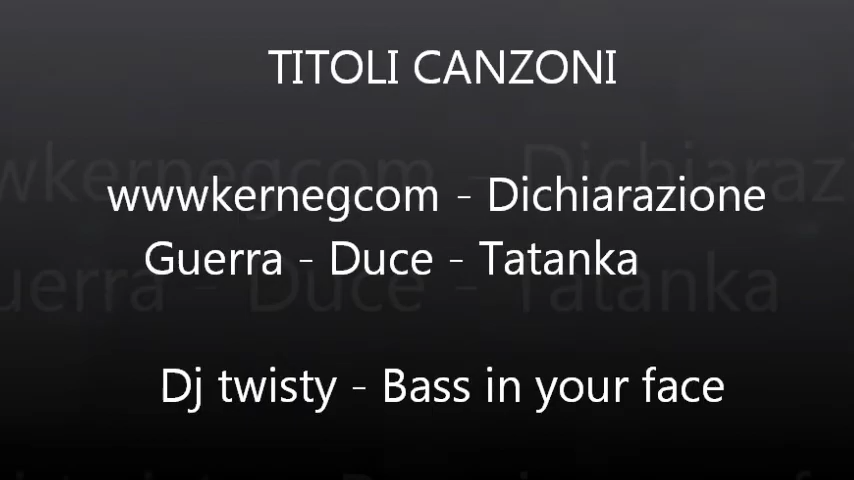 TITOLI CANZONI
wwwkernegcom - Dichiarazione
Guerra - Duce - Tatanka
Dj twisty - Bass in your face